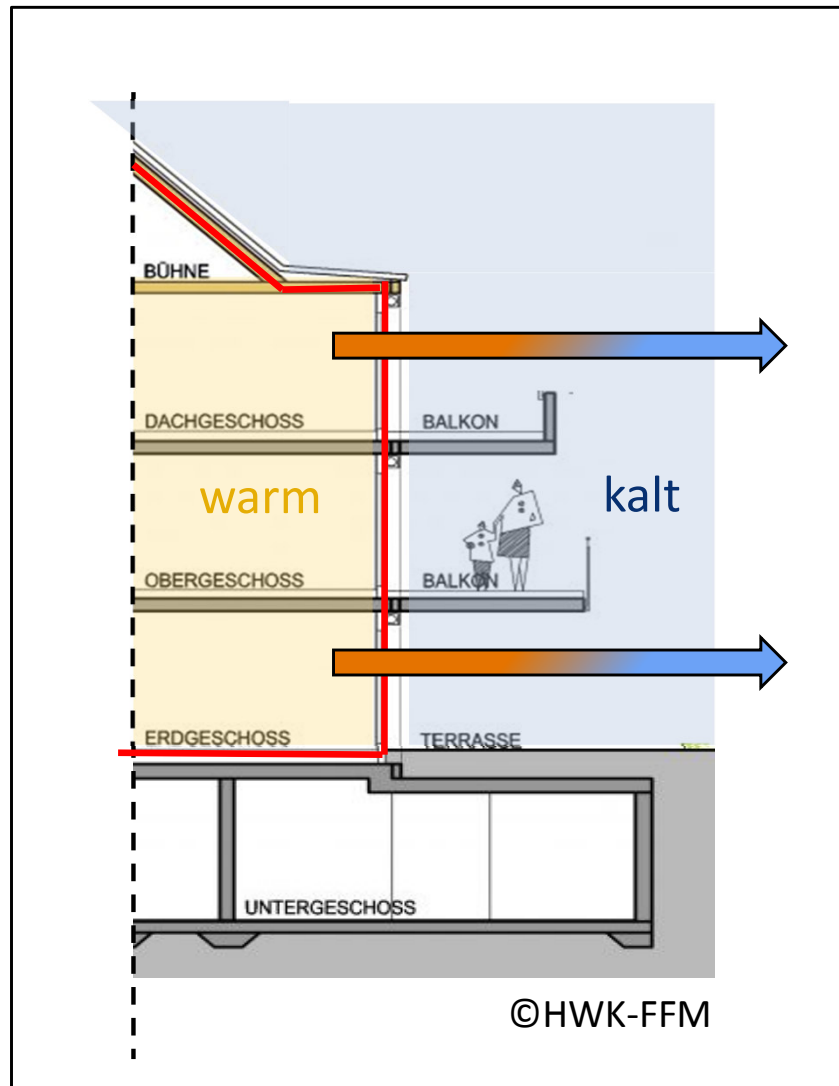 BÜHNE
DACHGESCHOSS
BALKON
warm
kalt
OBERGESCHOSS
BALKON
ERDGESCHOSS
TERRASSE
UNTERGESCHOSS
©HWK-FFM